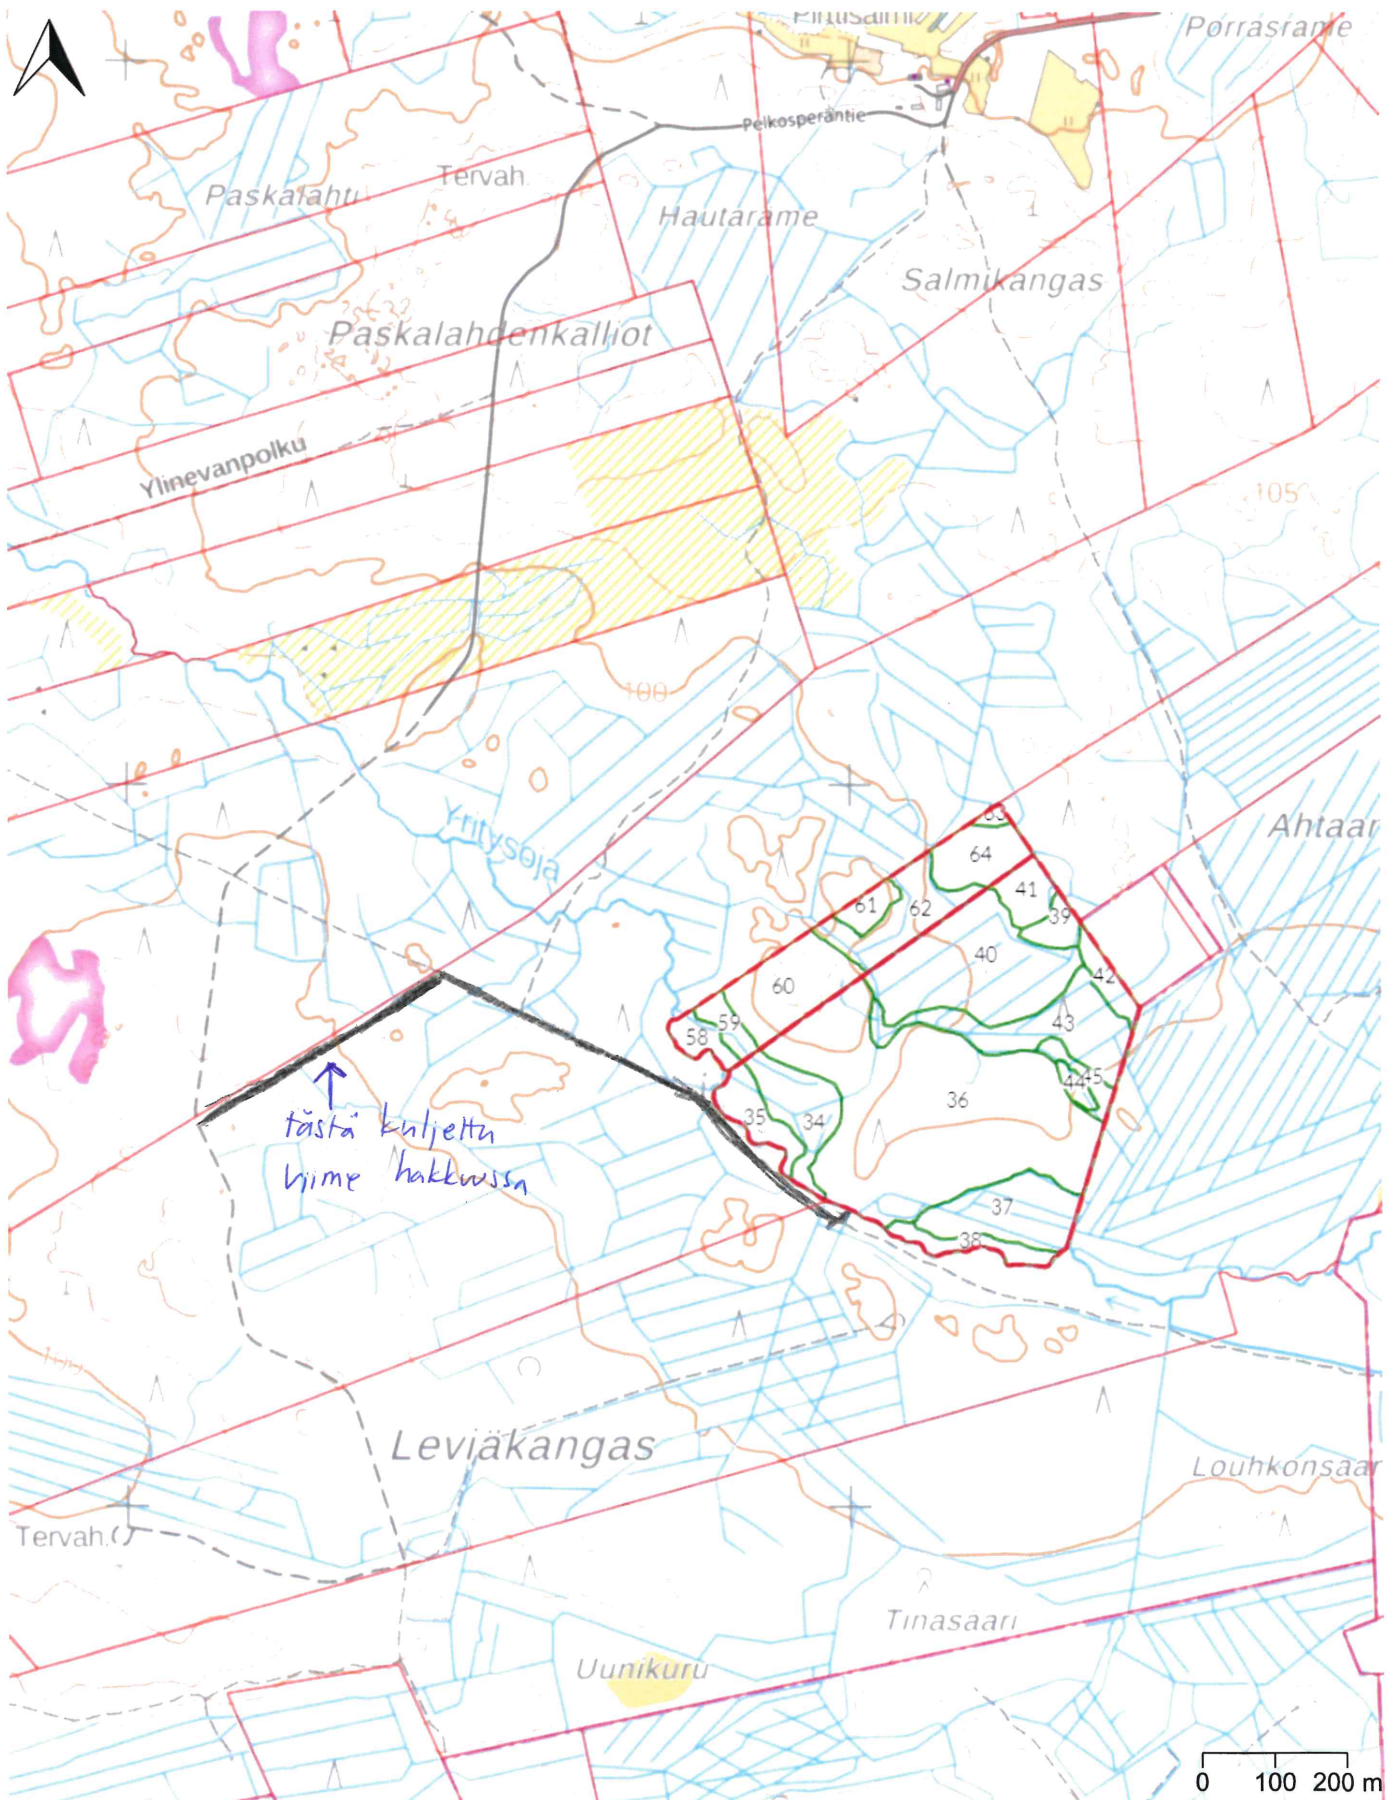 Porrasräme
Pelkosperäntie
Tervah.
Paskalahti
Hautaräme
Salmikangas
Paskalahdenkalliot
Ylinevanpolku
105
100
Yritysoja
Ahtaar
63
64
41
61
62
39
40
42
60
59
43
58
44
45
36
35
34
tästä kuljettu
viime hakkuussa
37
38
Leviäkangas
Louhkonsaar
Tervah.
Tinasaari
Uunikuru
0 100 200 m